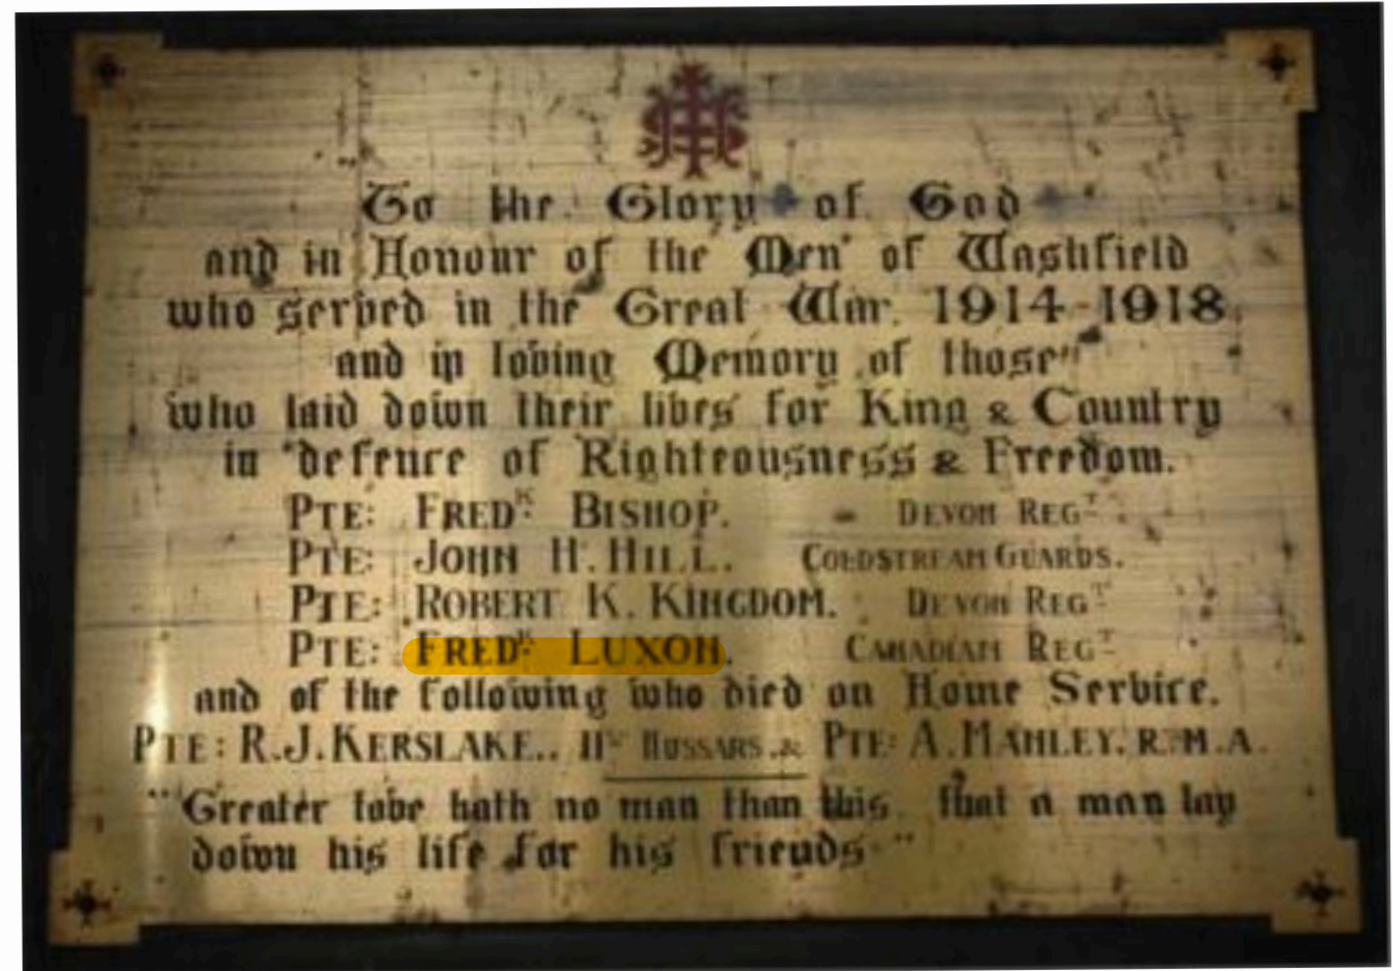 IHS
To the Glory of God
and in Honour of the Men of Washfield
who served in the Great War. 1914-1918
and in loving Memory of those
who laid down their lives for King & Country
in defence of Righteousness & Freedom.
PTE: FREDK: BISHOP. DEVON REGT.
PTE: JOHN H. HILL. COLDSTREAM GUARDS.
PTE: ROBERT K. KINGDOM. DEVON REGT
PTE: FREDK: LUXON. CANADIAN REGT
and of the following who died on Home Service.
PTE: R.J. KERSLAKE.. HUSSARS. & PTE: A. MANLEY. R.M.A.
"Greater love hath no man than this, that a man lay
down his life for his friends."